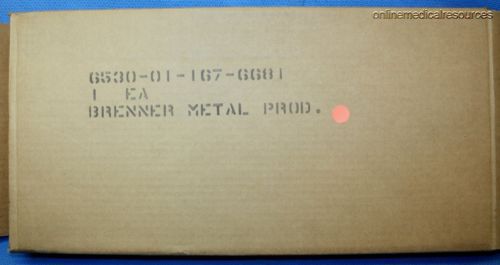 onlinemedicalresources
6530-01-167-6681
1 EA
BRENNER METAL PROD.